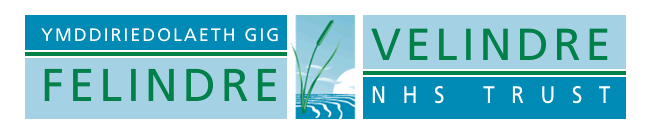 YMDDIRIEDOLAETH GIG
FELINDRE
VELINDRE
NHS TRUST